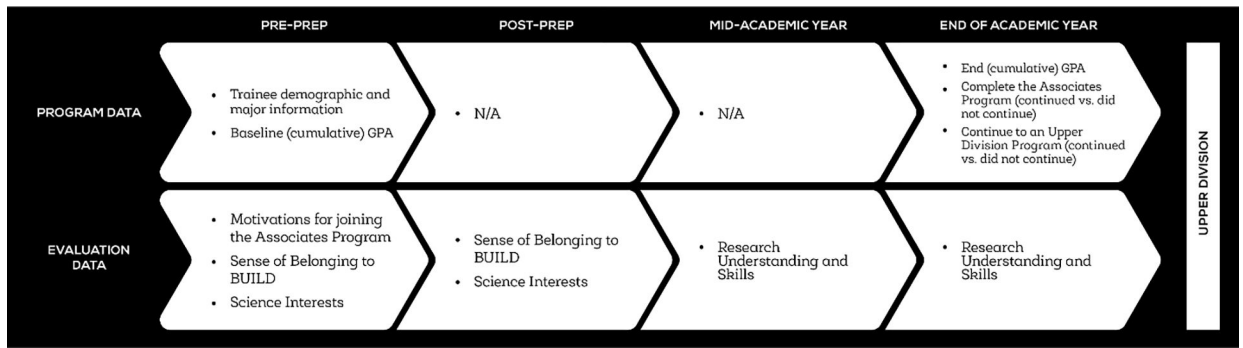 PRE-PREP
POST-PREP
MID-ACADEMIC YEAR
END OF ACADEMIC YEAR
PROGRAM DATA
• Trainee demographic and
major information
• Baseline (cumulative) GPA
• N/A
• N/A
• End (cumulative) GPA
• Complete the Associates
Program (continued vs. did
not continue)
• Continue to an Upper
Division Program (continued
vs. did not continue)
EVALUATION
DATA
• Motivations for joining
the Associates Program
• Sense of Belonging to
BUILD
• Science Interests
• Sense of Belonging to
BUILD
• Science Interests
• Research
Understanding and
Skills
• Research
Understanding and
Skills
UPPER DIVISION